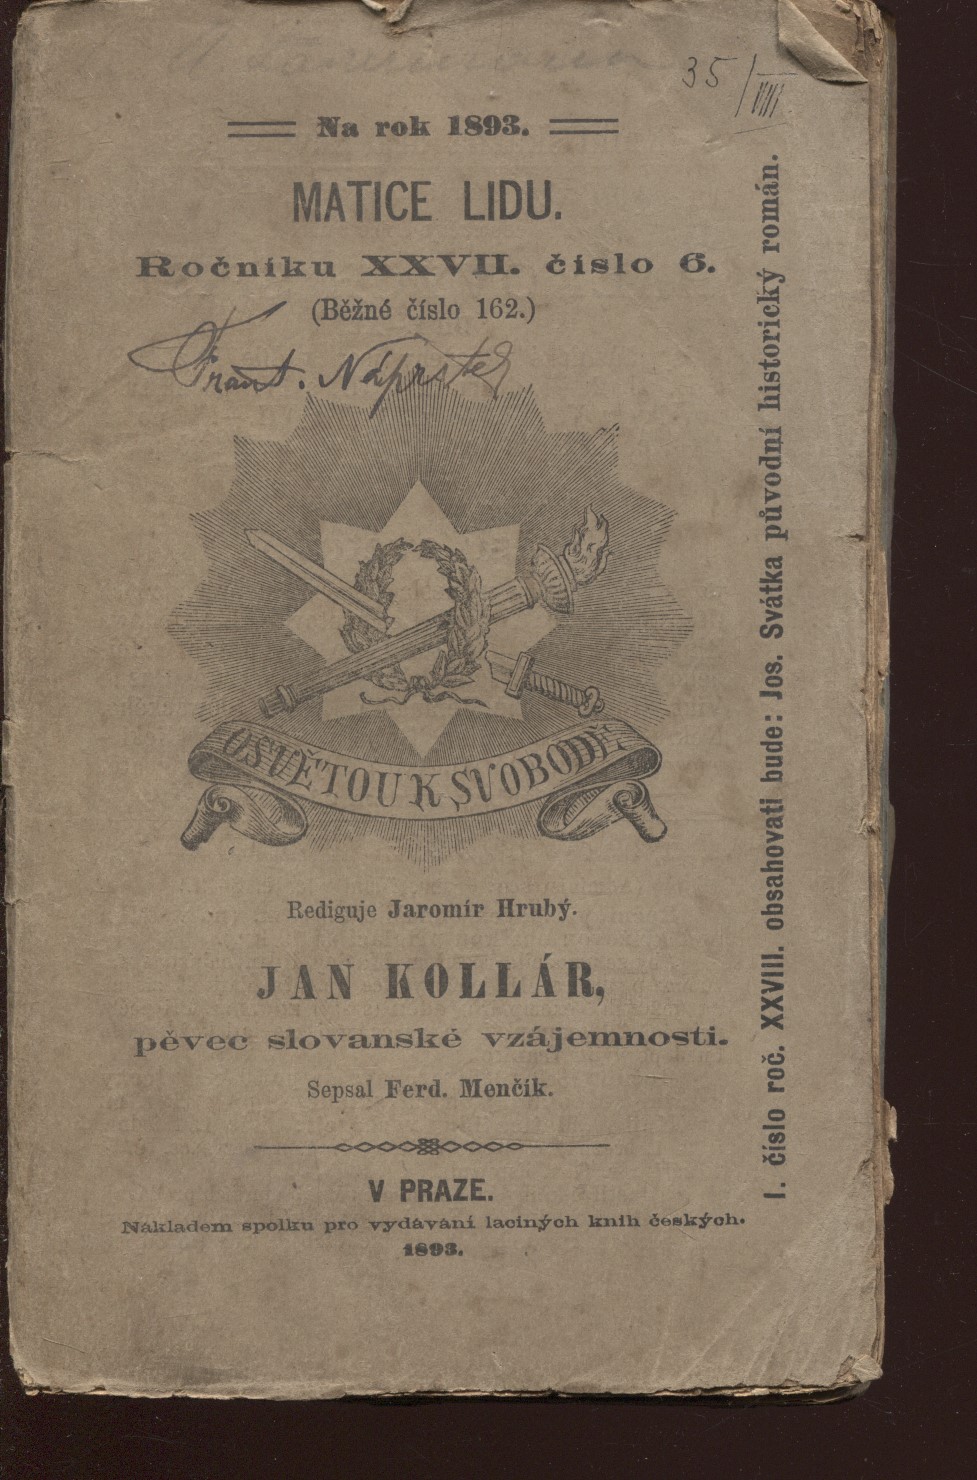 35/VIII
Na rok 1893.
MATICE LIDU.
Ročníku XXVII. číslo 6.
(Běžné číslo 162.)
Frant. Náprstek
OSVĚTOU K SVOBODĚ
Rediguje Jaromír Hrubý.
JAN KOLLÁR,
pěvec slovanské vzájemnosti.
Sepsal Ferd. Menčík.
V PRAZE.
Nákladem spolku pro vydávání laciných knih českých.
1893.
I. číslo roč. XXVIII. obsahovati bude: Jos. Svátka původní historický román.